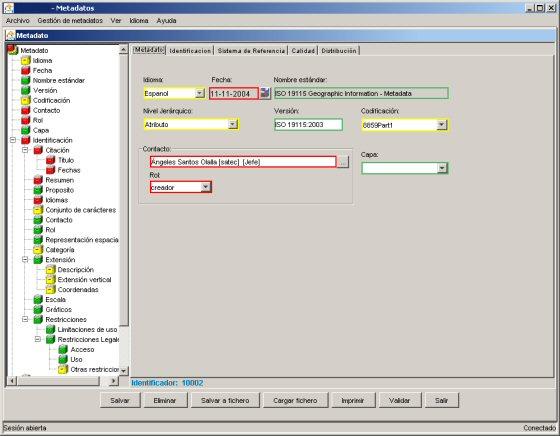 - Metadatos
Archivo Gestión de metadatos Ver Idioma Ayuda
Metadato
Metadato
Idioma
Fecha
Nombre estándar
Versión
Codificación
Contacto
Rol
Capa
Identificación
Citación
Título
Fechas
Resumen
Proposito
Idiomas
Conjunto de carácteres
Contacto
Rol
Representación espacia
Categoría
Extensión
Descripción
Extensión vertical
Coordenadas
Escala
Gráficos
Restricciones
Limitaciones de uso
Restricciones Legale
Acceso
Uso
Otras restriccion
Metadato Identificacion Sistema de Referencia Calidad Distribución
Idioma: Fecha: Nombre estándar:
Espanol 11-11-2004 ISO 19115 Geographic Information - Metadata
Nivel Jerárquico: Versión: Codificación:
Atributo ISO 19115:2003 8859Part1
Contacto: Capa:
Ángeles Santos Olalla [satec] [Jefe] ...
Rol:
creador
Identificador: 10002
Salvar Eliminar Salvar a fichero Cargar fichero Imprimir Validar Salir
Sesión abierta Conectado